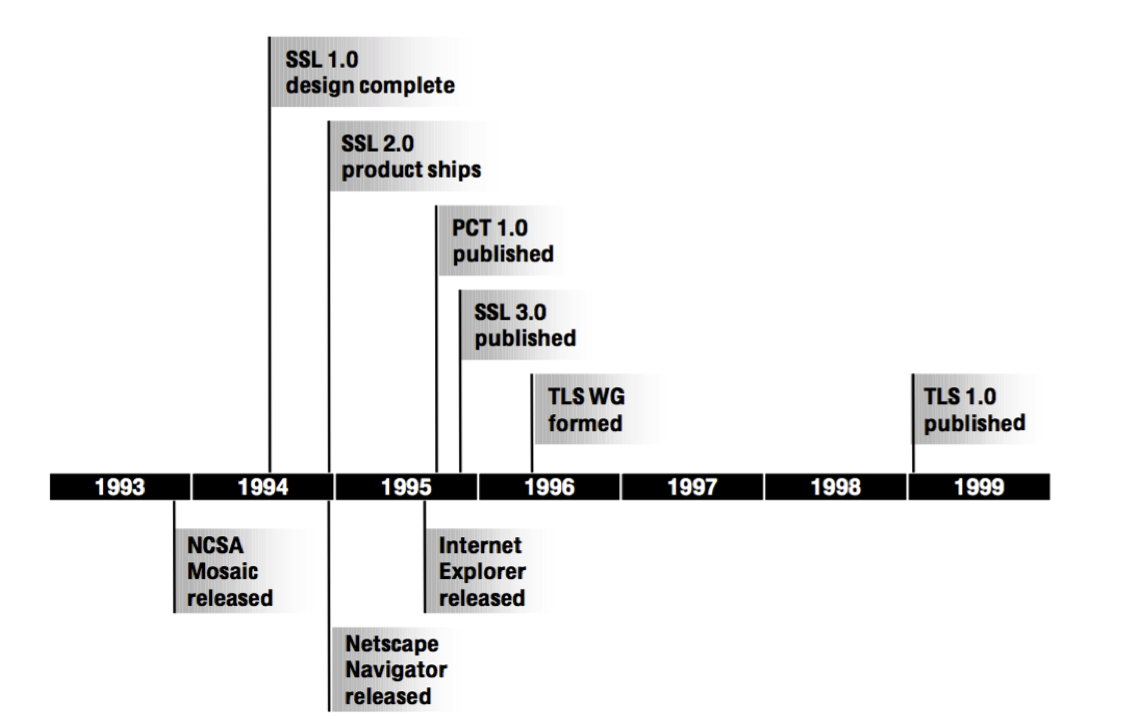 SSL 1.0
design complete
SSL 2.0
product ships
PCT 1.0
published
SSL 3.0
published
TLS WG
formed
TLS 1.0
published
1993 1994 1995 1996 1997 1998 1999
NCSA
Mosaic
released
Internet
Explorer
released
Netscape
Navigator
released